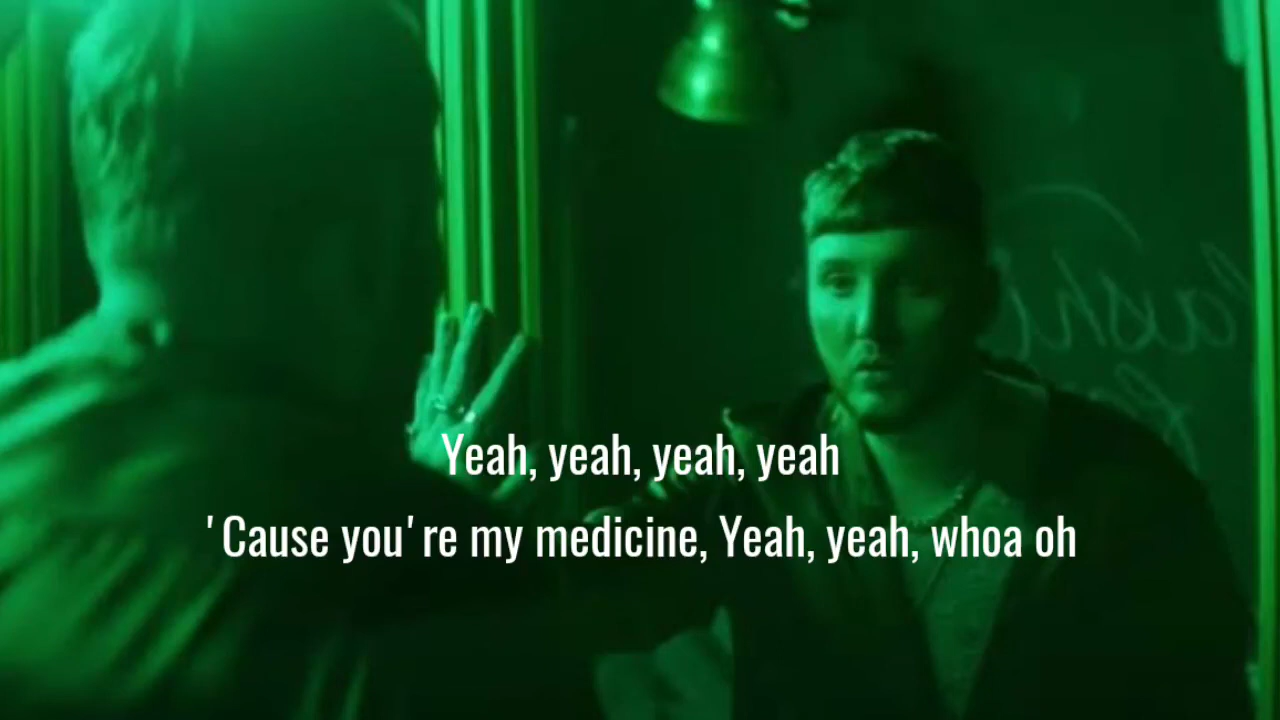 Yeah, yeah, yeah, yeah
'Cause you're my medicine, Yeah, yeah, whoa oh